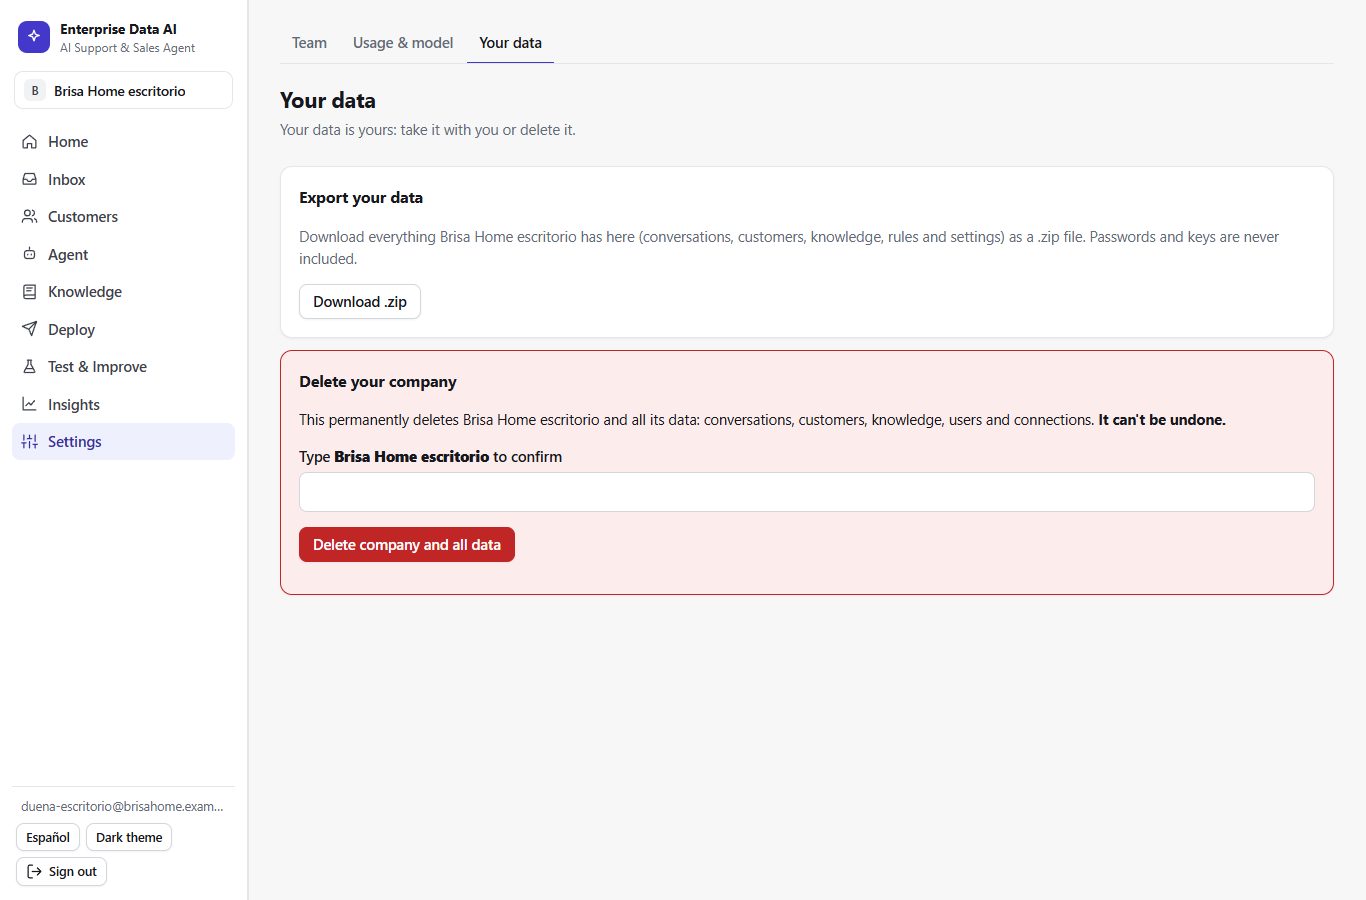 Enterprise Data AI
AI Support & Sales Agent
B Brisa Home escritorio
Home
Inbox
Customers
Agent
Knowledge
Deploy
Test & Improve
Insights
Settings
duena-escritorio@brisahome.exam...
Español Dark theme
Sign out
Team Usage & model Your data
Your data
Your data is yours: take it with you or delete it.
Export your data
Download everything Brisa Home escritorio has here (conversations, customers, knowledge, rules and settings) as a .zip file. Passwords and keys are never
included.
Download .zip
Delete your company
This permanently deletes Brisa Home escritorio and all its data: conversations, customers, knowledge, users and connections. It can't be undone.
Type Brisa Home escritorio to confirm
Delete company and all data